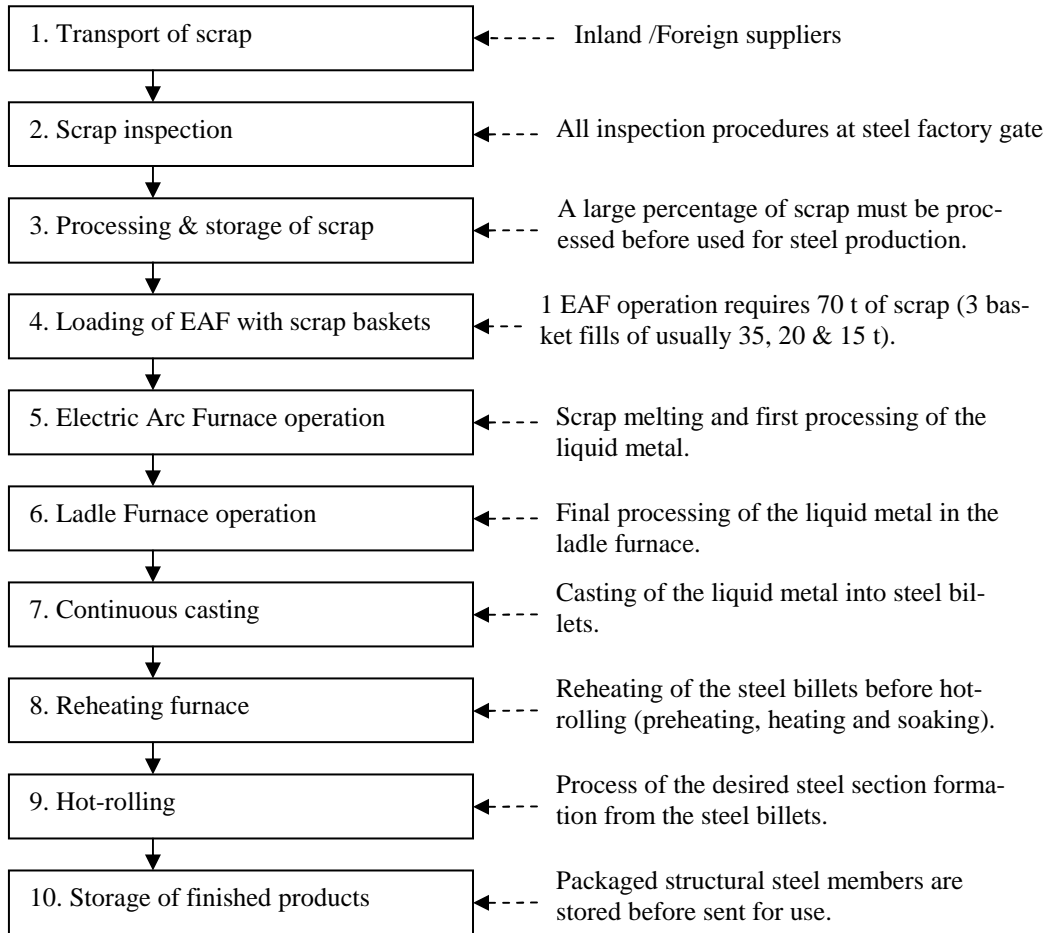 1. Transport of scrap
Inland /Foreign suppliers
2. Scrap inspection
All inspection procedures at steel factory gate
3. Processing & storage of scrap
A large percentage of scrap must be proc-
essed before used for steel production.
4. Loading of EAF with scrap baskets
1 EAF operation requires 70 t of scrap (3 bas-
ket fills of usually 35, 20 & 15 t).
5. Electric Arc Furnace operation
Scrap melting and first processing of the
liquid metal.
6. Ladle Furnace operation
Final processing of the liquid metal in the
ladle furnace.
7. Continuous casting
Casting of the liquid metal into steel bil-
lets.
8. Reheating furnace
Reheating of the steel billets before hot-
rolling (preheating, heating and soaking).
9. Hot-rolling
Process of the desired steel section forma-
tion from the steel billets.
10. Storage of finished products
Packaged structural steel members are
stored before sent for use.